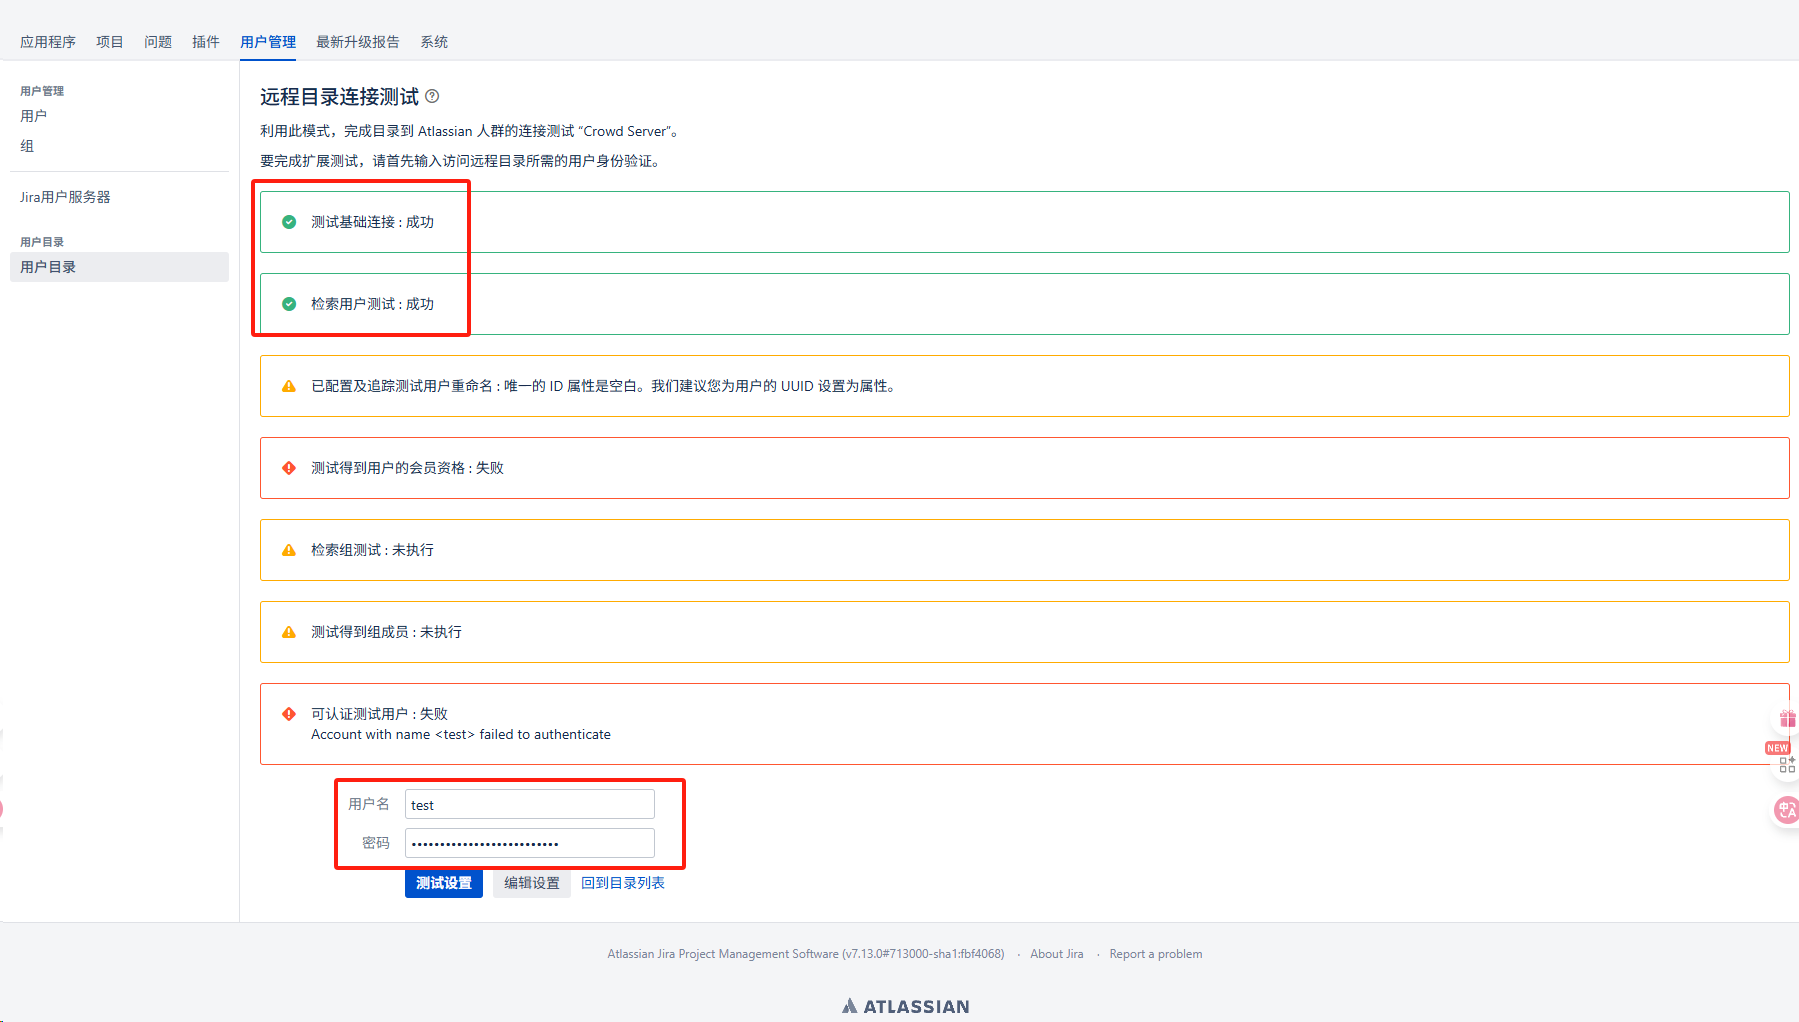 应用程序 项目 问题 插件 用户管理 最新升级报告 系统
用户管理
用户
组
Jira用户服务器
用户目录
用户目录
远程目录连接测试
利用此模式，完成目录到 Atlassian 人群的连接测试 “Crowd Server”。
要完成扩展测试，请首先输入访问远程目录所需的用户身份验证。
测试基础连接 : 成功
检索用户测试 : 成功
已配置及追踪测试用户重命名 : 唯一的 ID 属性是空白。我们建议您为用户的 UUID 设置为属性。
测试得到用户的会员资格 : 失败
检索组测试 : 未执行
测试得到组成员 : 未执行
可认证测试用户 : 失败
Account with name <test> failed to authenticate
用户名 test
密码 ••••••••••••••••••••••••••
测试设置 编辑设置 回到目录列表
NEW
中A
Atlassian Jira Project Management Software (v7.13.0#713000-sha1:fbf4068) · About Jira · Report a problem
ATLASSIAN